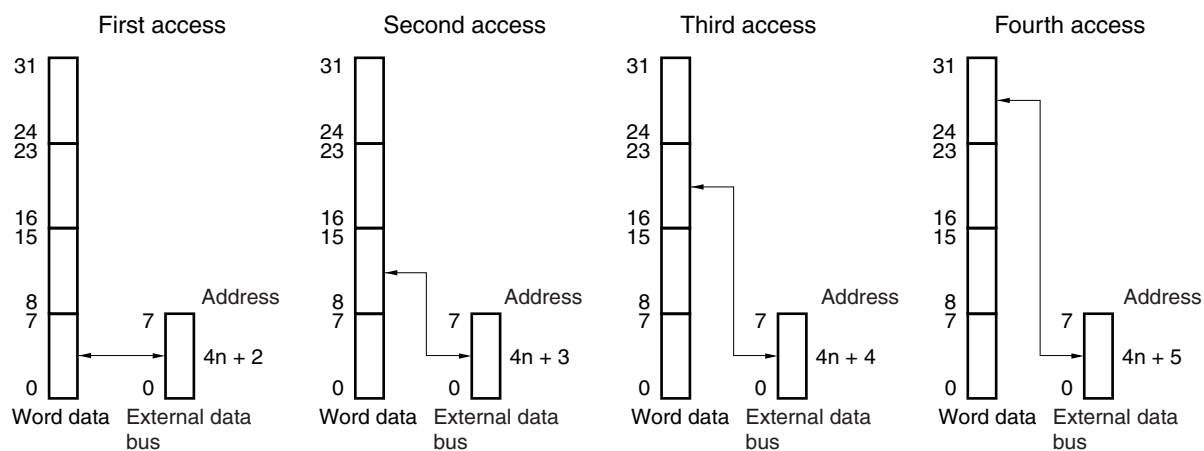 First access
Second access
Third access
Fourth access
31
24
23
16
15
8
7
0
Address
7
4n + 2
0
Word data
External data
bus
31
24
23
16
15
8
7
0
Address
7
4n + 3
0
Word data
External data
bus
31
24
23
16
15
8
7
0
Address
7
4n + 4
0
Word data
External data
bus
31
24
23
16
15
8
7
0
Address
7
4n + 5
0
Word data
External data
bus